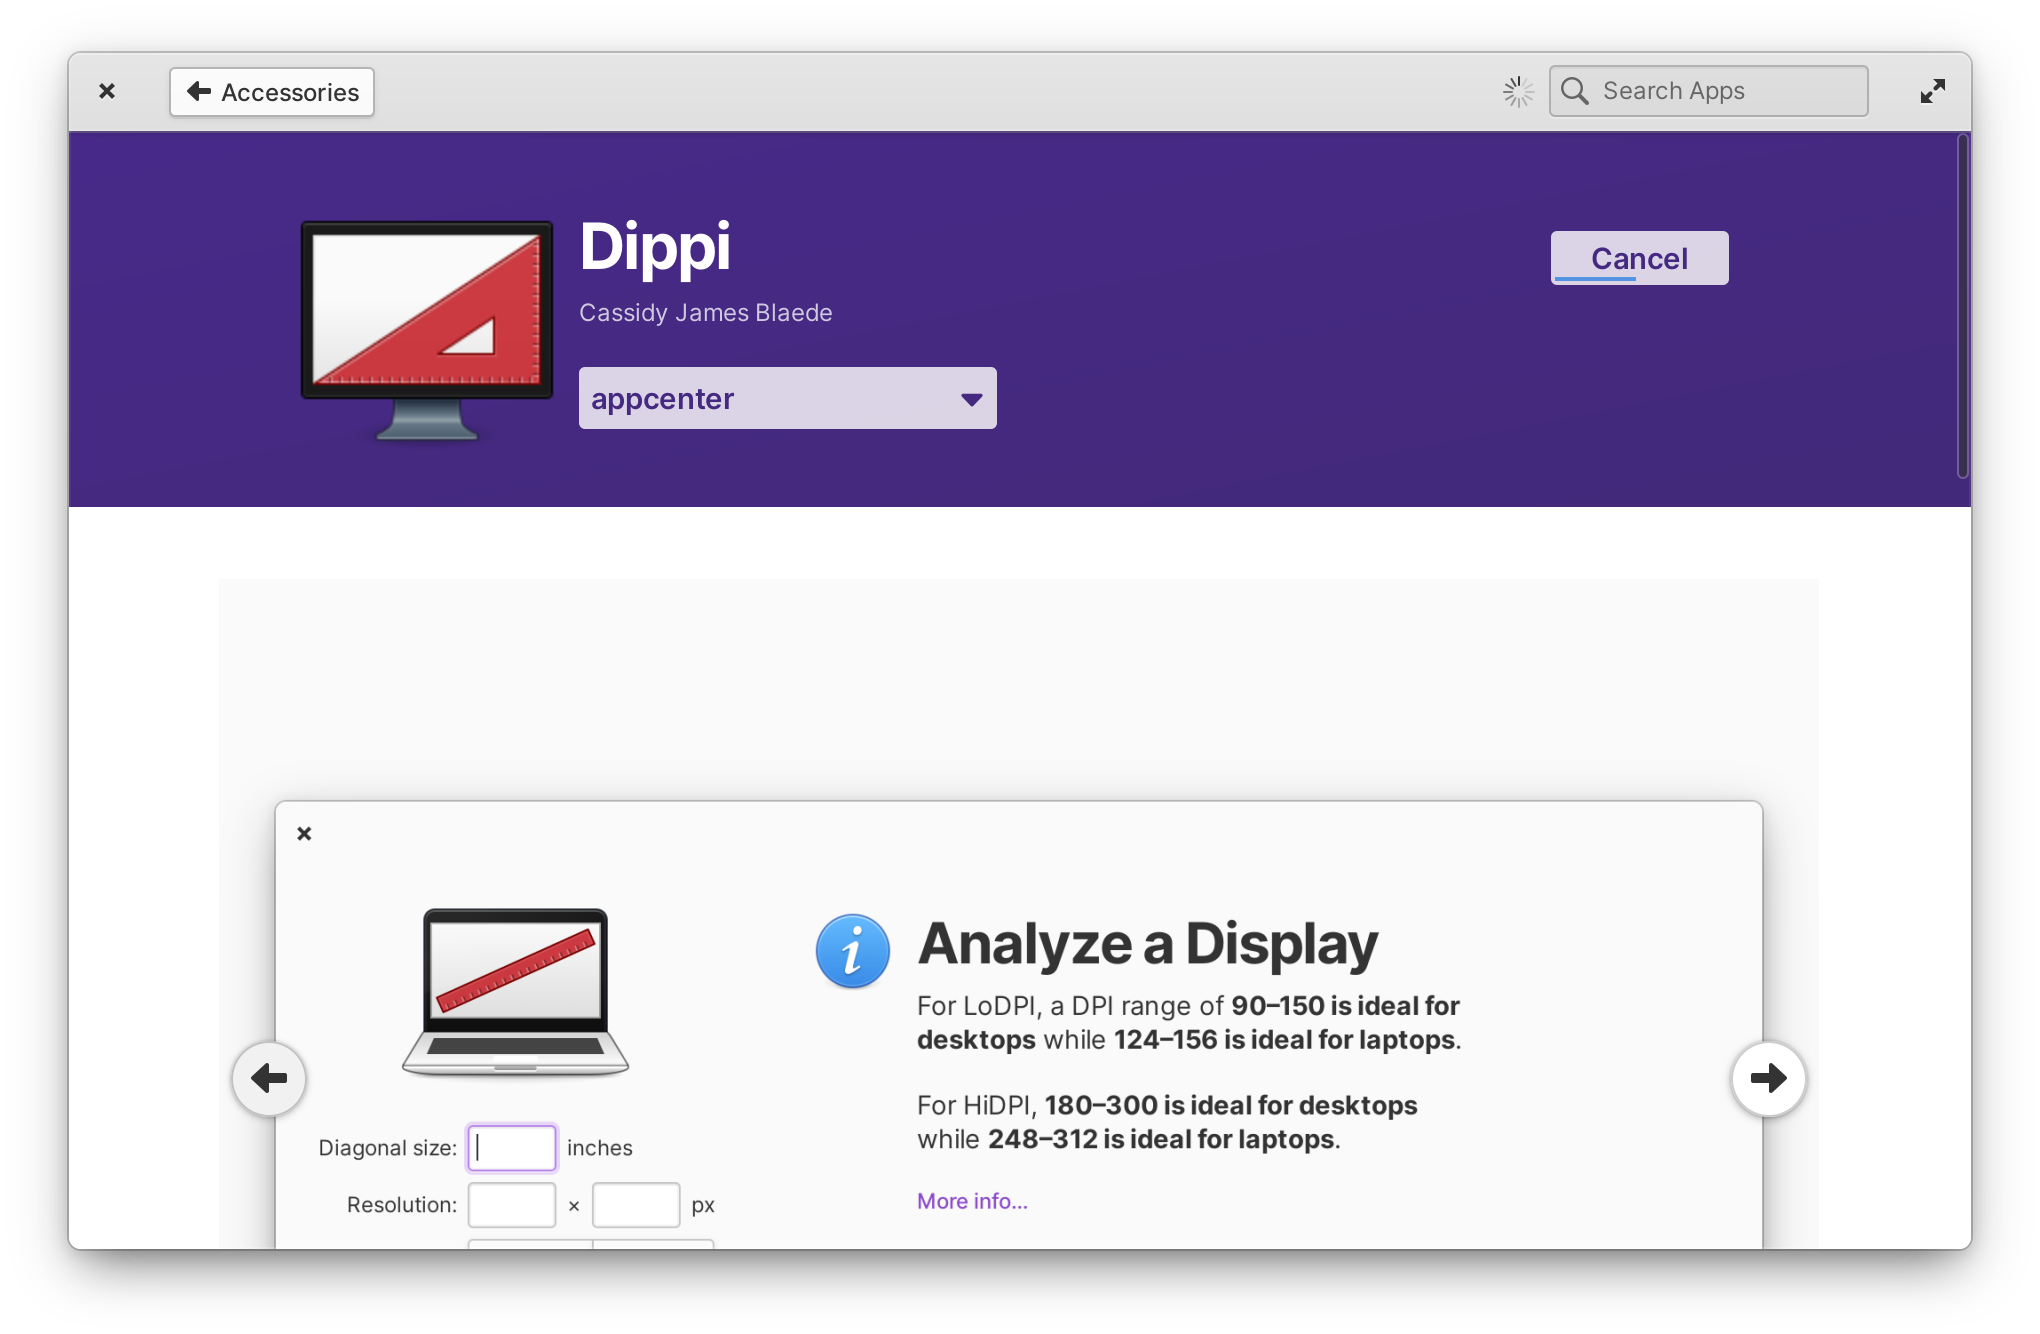 Accessories
Search Apps
Dippi
Cassidy James Blaede
Cancel
appcenter
Analyze a Display
For LoDPI, a DPI range of 90–150 is ideal for
desktops while 124–156 is ideal for laptops.
For HiDPI, 180–300 is ideal for desktops
while 248–312 is ideal for laptops.
More info...
Diagonal size: inches
Resolution: × px